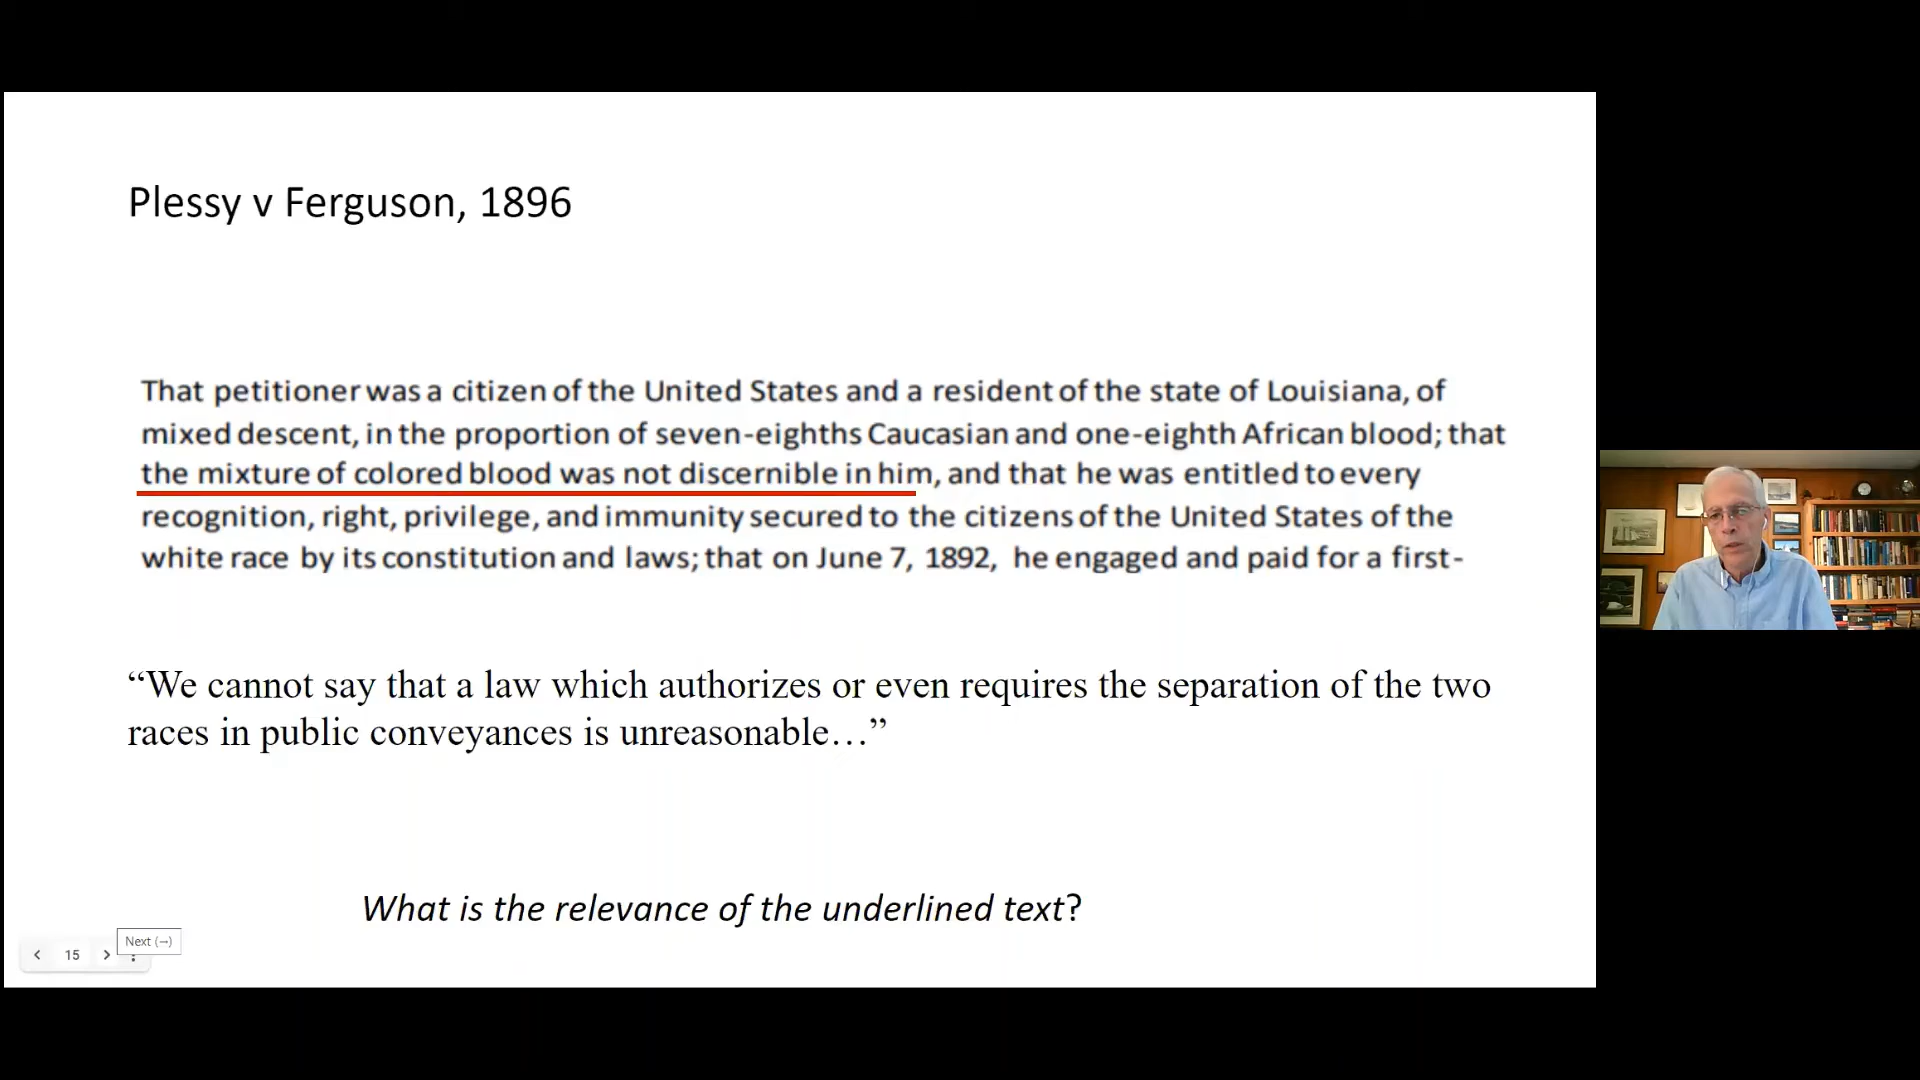 Plessy v Ferguson, 1896
That petitioner was a citizen of the United States and a resident of the state of Louisiana, of
mixed descent, in the proportion of seven-eighths Caucasian and one-eighth African blood; that
the mixture of colored blood was not discernible in him, and that he was entitled to every
recognition, right, privilege, and immunity secured to the citizens of the United States of the
white race by its constitution and laws; that on June 7, 1892, he engaged and paid for a first-
“We cannot say that a law which authorizes or even requires the separation of the two
races in public conveyances is unreasonable…”
What is the relevance of the underlined text?
Next (→)
15